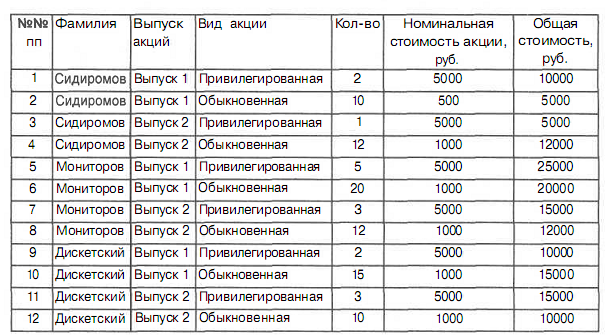 №№ пп Фамилия Выпуск акций Вид акции Кол-во Номинальная стоимость акции, руб. Общая стоимость, руб.
1 Сидиромов Выпуск 1 Привилегированная 2 5000 10000
2 Сидиромов Выпуск 1 Обыкновенная 10 500 5000
3 Сидиромов Выпуск 2 Привилегированная 1 5000 5000
4 Сидиромов Выпуск 2 Обыкновенная 12 1000 12000
5 Мониторов Выпуск 1 Привилегированная 5 5000 25000
6 Мониторов Выпуск 1 Обыкновенная 20 1000 20000
7 Мониторов Выпуск 2 Привилегированная 3 5000 15000
8 Мониторов Выпуск 2 Обыкновенная 12 1000 12000
9 Дискетский Выпуск 1 Привилегированная 2 5000 10000
10 Дискетский Выпуск 1 Обыкновенная 15 1000 15000
11 Дискетский Выпуск 2 Привилегированная 3 5000 15000
12 Дискетский Выпуск 2 Обыкновенная 10 1000 10000